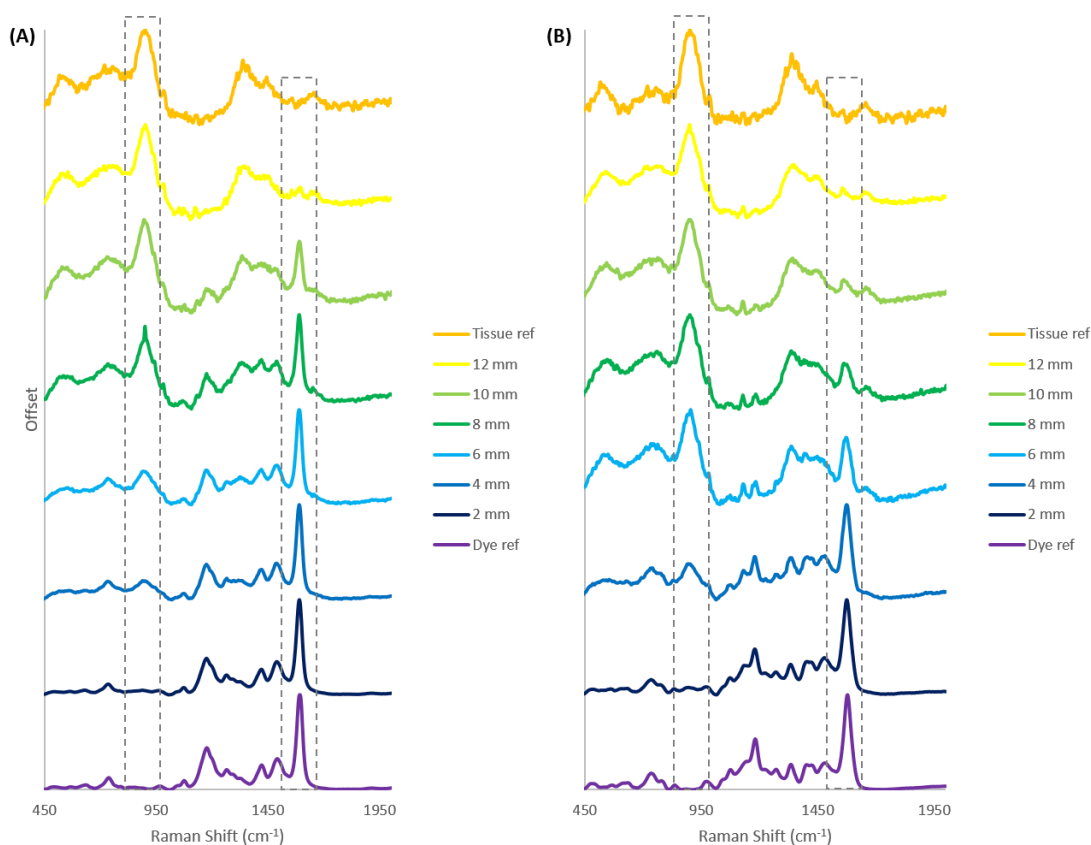 (A)
(B)
Offset
Tissue ref
12 mm
10 mm
8 mm
6 mm
4 mm
2 mm
Dye ref
Tissue ref
12 mm
10 mm
8 mm
6 mm
4 mm
2 mm
Dye ref
450 950 1450 1950
450 950 1450 1950
Raman Shift (cm⁻¹)
Raman Shift (cm⁻¹)